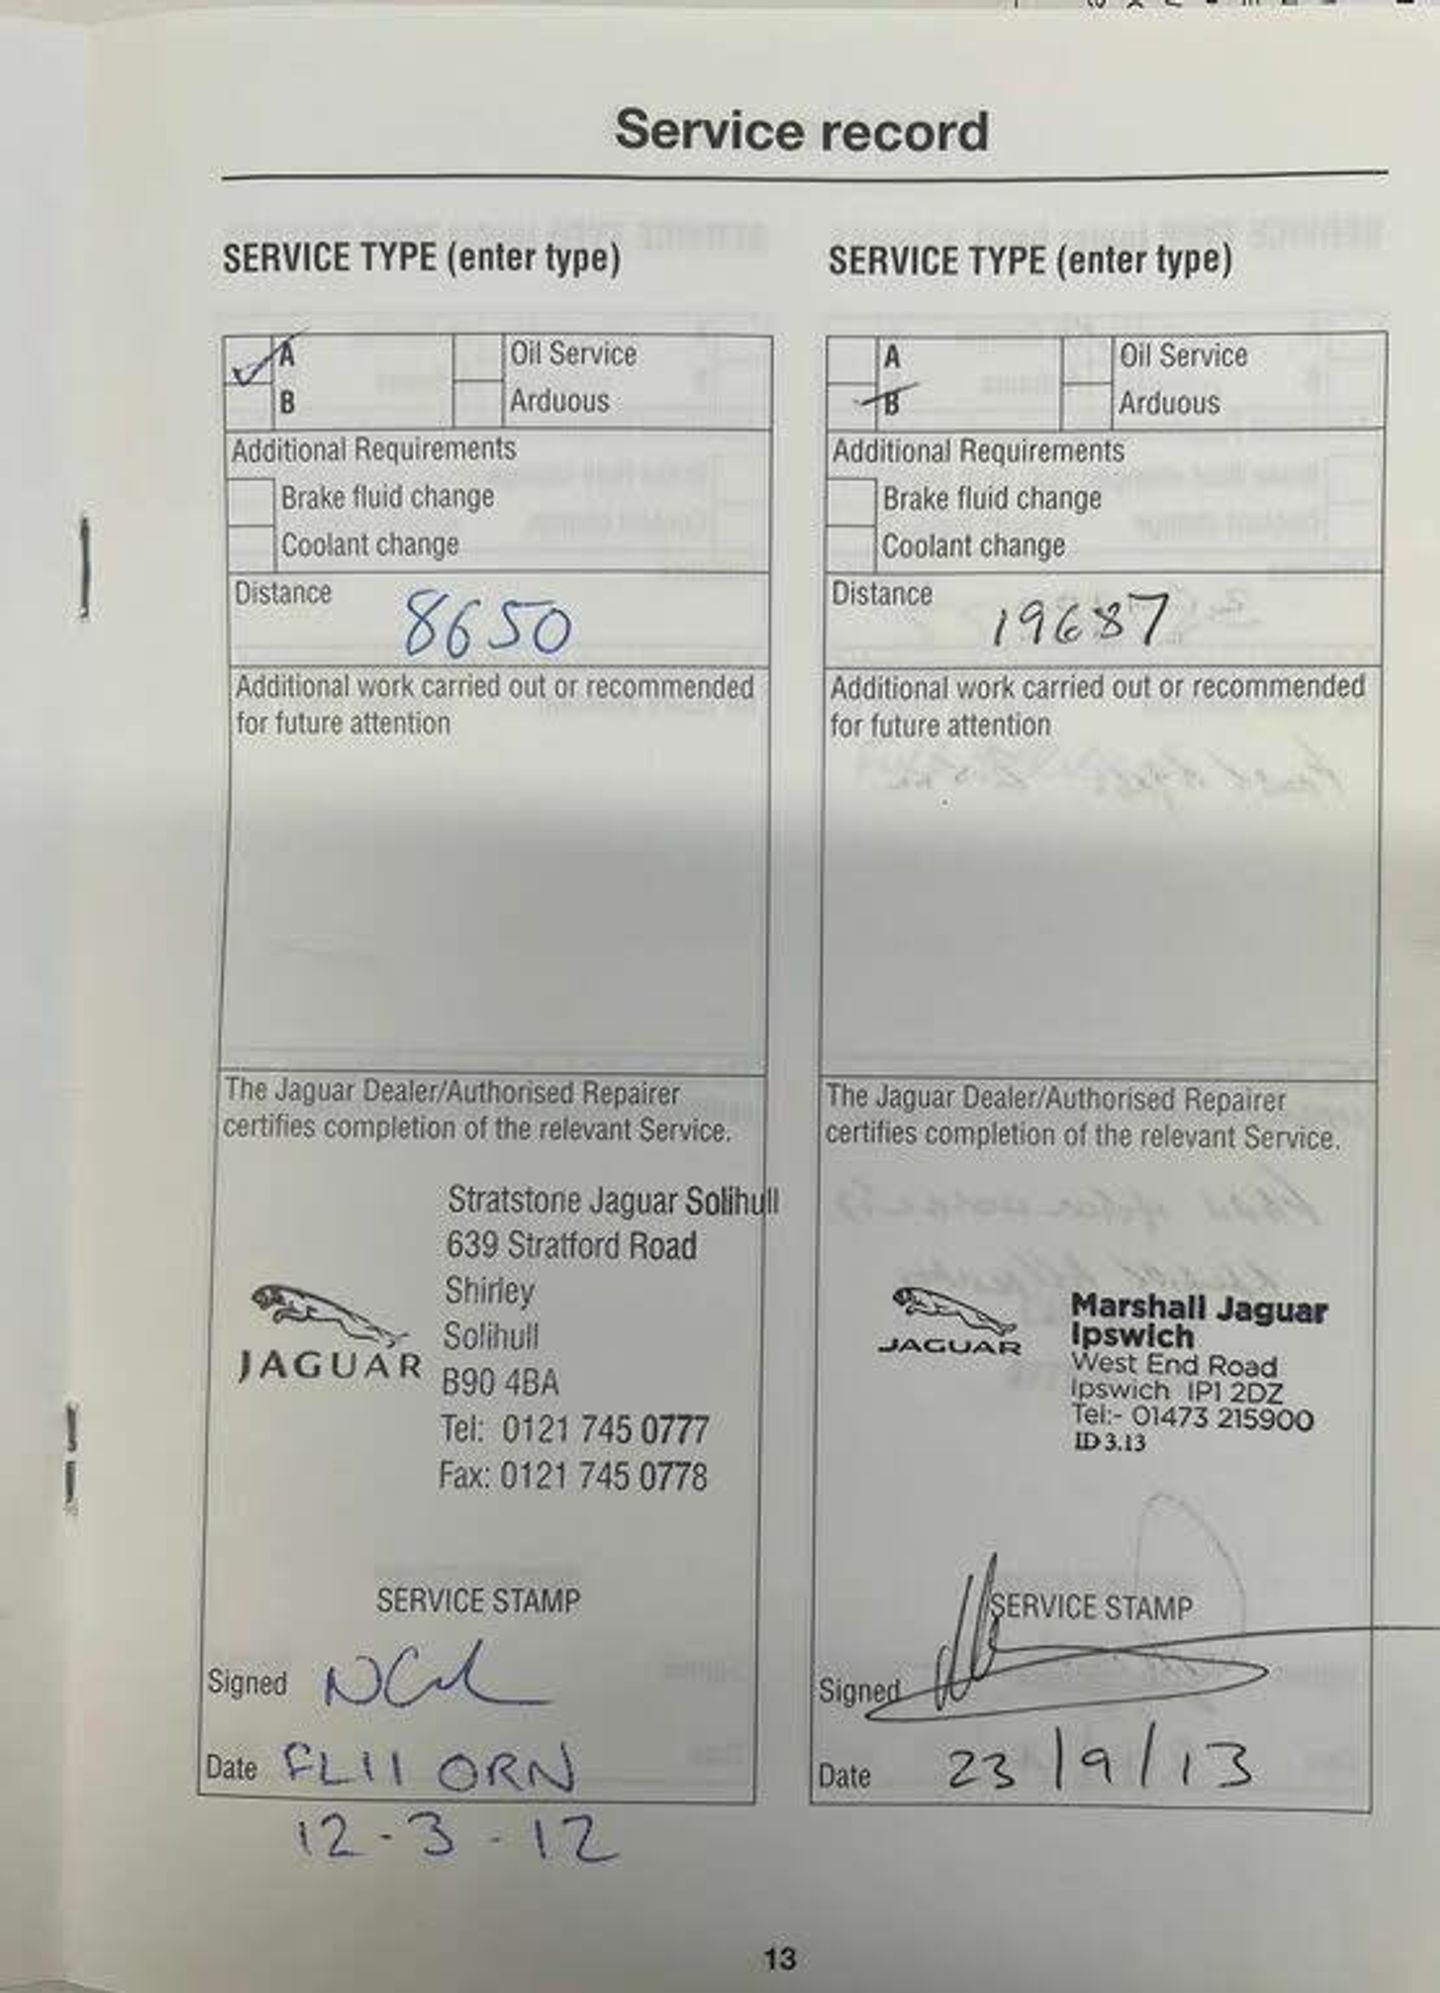 Service record
SERVICE TYPE (enter type)
A
Oil Service
B
Arduous
Additional Requirements
Brake fluid change
Coolant change
Distance
8650
Additional work carried out or recommended
for future attention
The Jaguar Dealer/Authorised Repairer
certifies completion of the relevant Service.
JAGUAR
Stratstone Jaguar Solihull
639 Stratford Road
Shirley
Solihull
B90 4BA
Tel: 0121 745 0777
Fax: 0121 745 0778
SERVICE STAMP
Signed
Date FL11 ORN
12-3-12
SERVICE TYPE (enter type)
A
Oil Service
B
Arduous
Additional Requirements
Brake fluid change
Coolant change
Distance
19687
Additional work carried out or recommended
for future attention
The Jaguar Dealer/Authorised Repairer
certifies completion of the relevant Service.
JAGUAR
Marshall Jaguar
Ipswich
West End Road
Ipswich IP1 2DZ
Tel:- 01473 215900
ID 3.13
SERVICE STAMP
Signed
Date 23/9/13
13